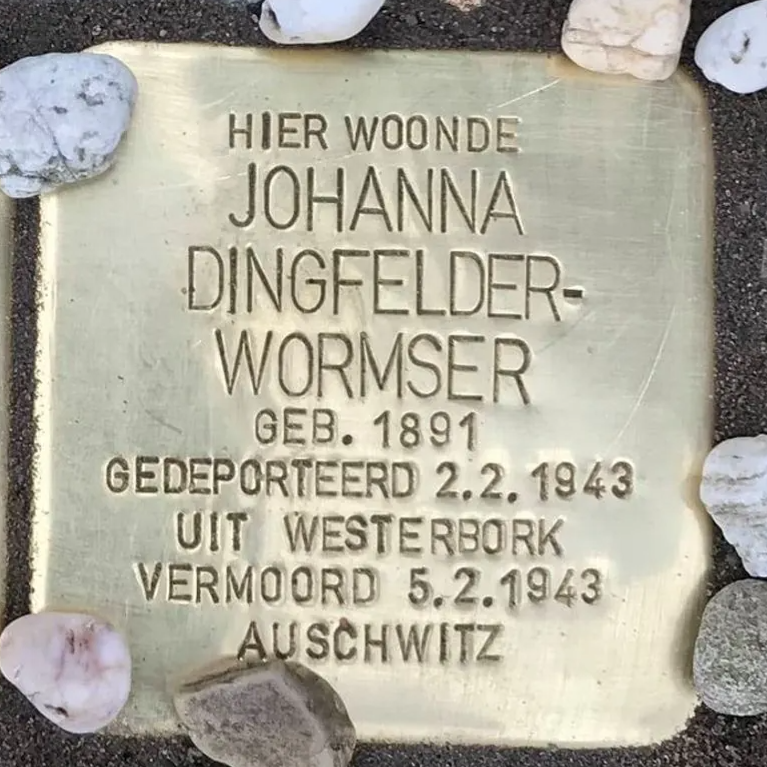 HIER WOONDE
JOHANNA
DINGFELDER-
WORMSER
GEB. 1891
GEDEPORTEERD 2.2.1943
UIT WESTERBORK
VERMOORD 5.2.1943
AUSCHWITZ